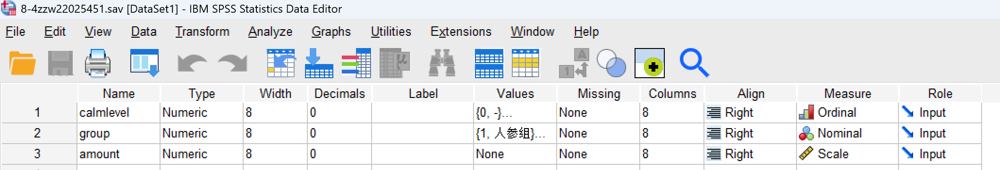 8-4zzw22025451.sav [DataSet1] - IBM SPSS Statistics Data Editor
File Edit View Data Transform Analyze Graphs Utilities Extensions Window Help
Name Type Width Decimals Label Values Missing Columns Align Measure Role
1 calmlevel Numeric 8 0 {0, -}... None 8 Right Ordinal Input
2 group Numeric 8 0 {1, 人参组}... None 8 Right Nominal Input
3 amount Numeric 8 0 None None 8 Right Scale Input